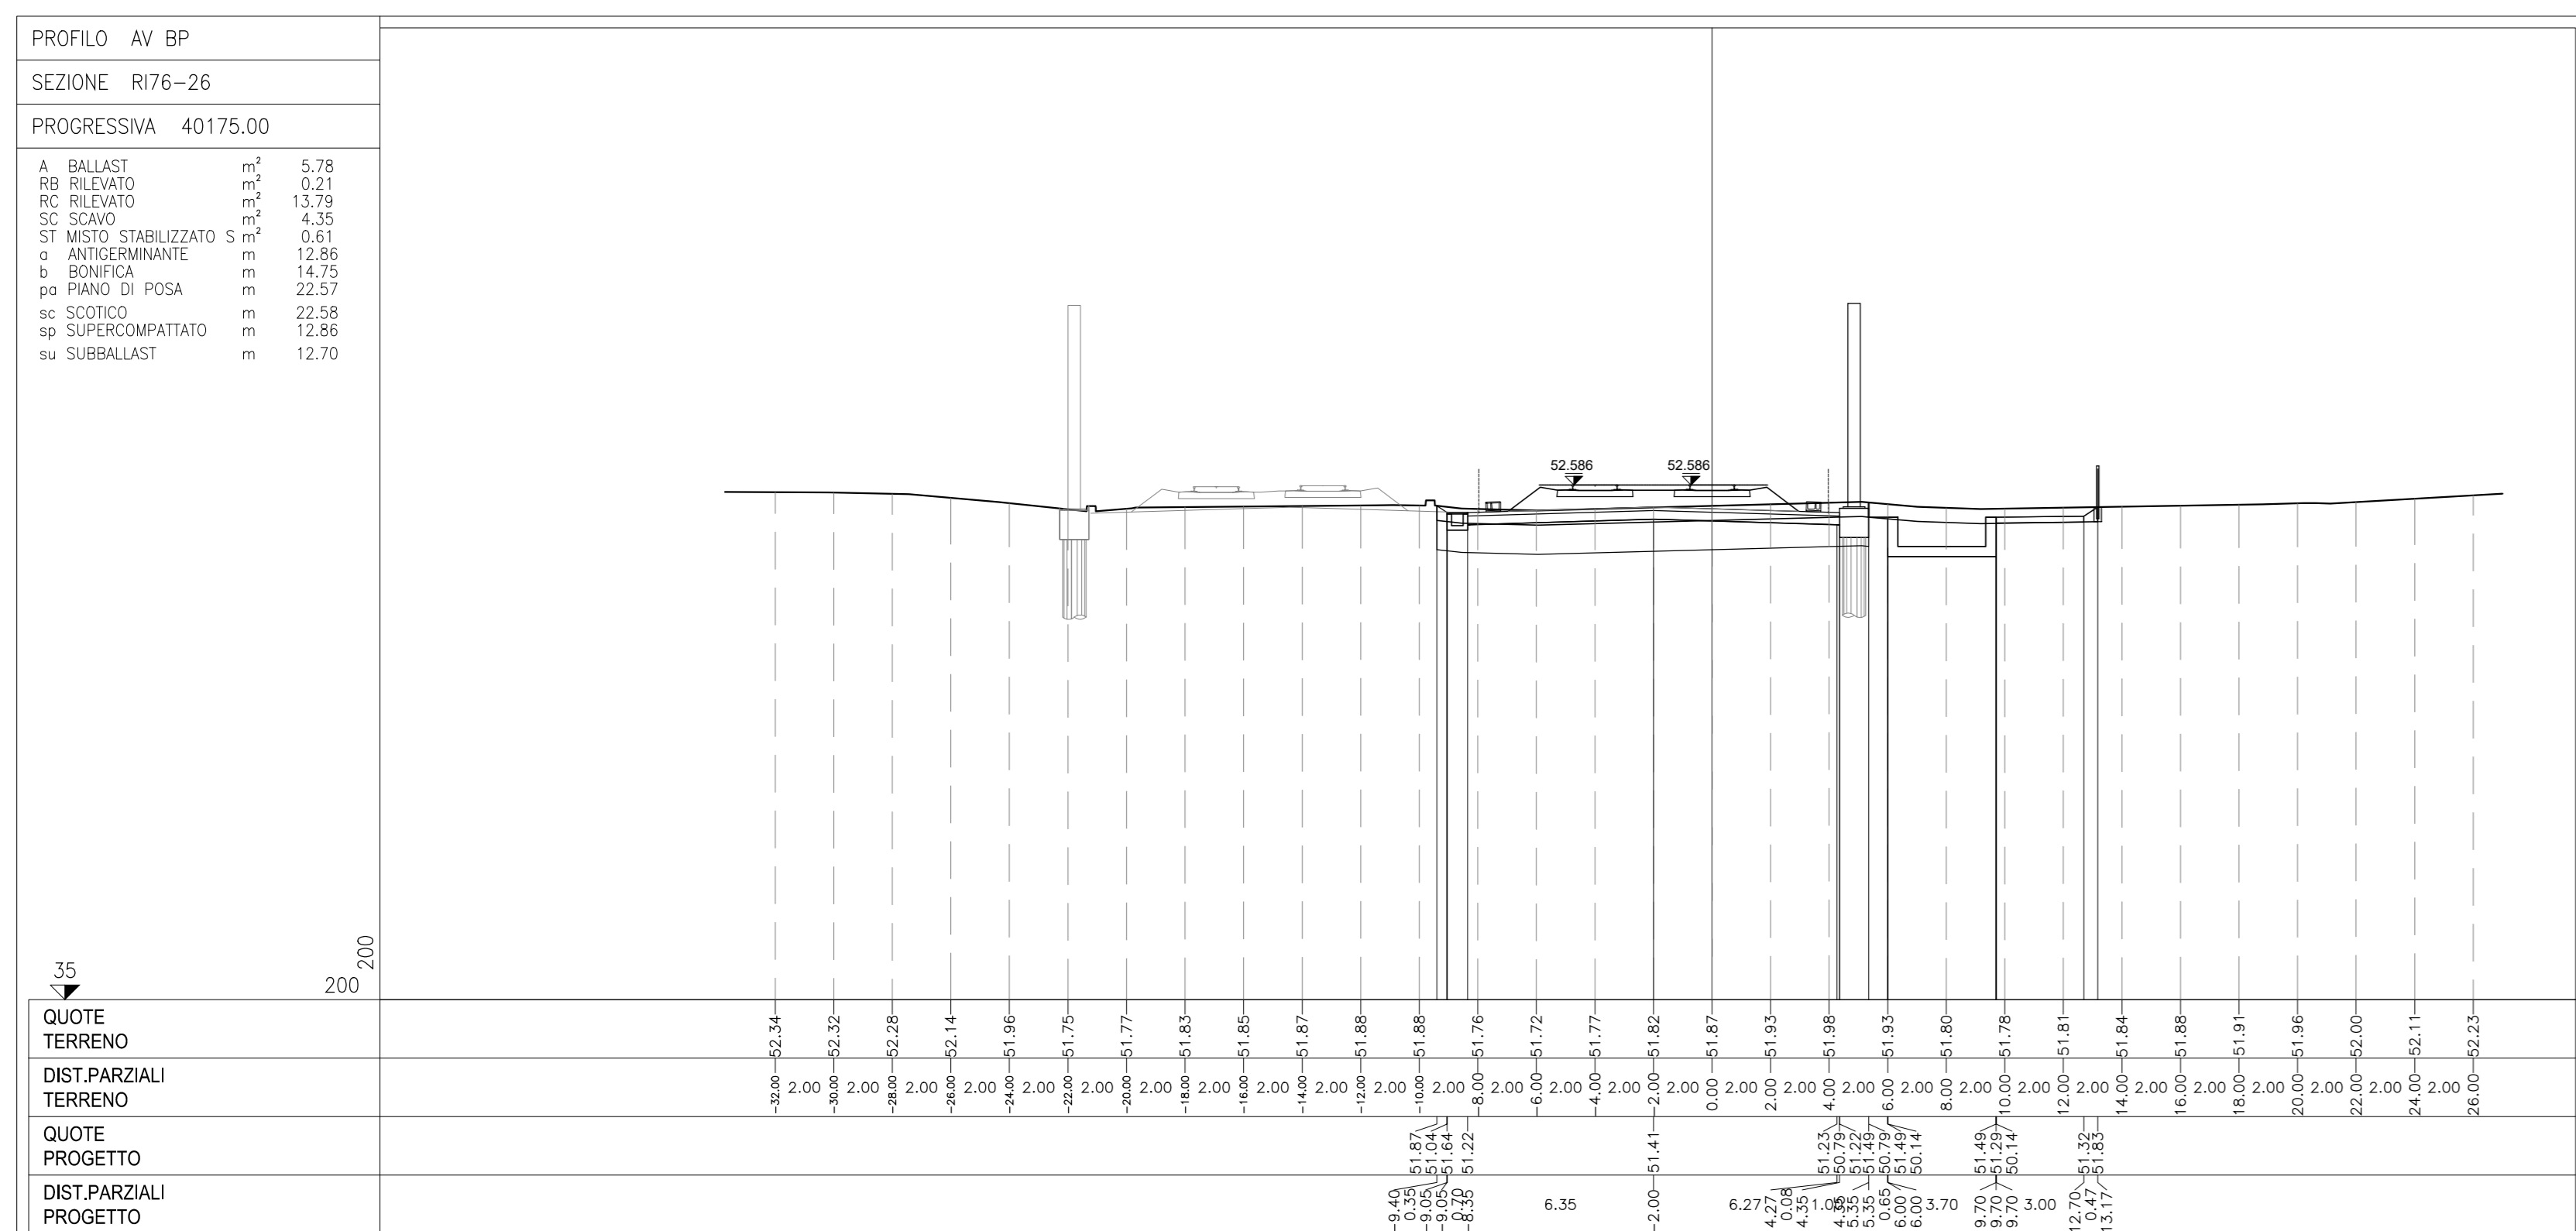 PROFILO AV BP
SEZIONE RI76-26
PROGRESSIVA 40175.00
A BALLAST m² 5.78
RB RILEVATO m² 0.21
RC RILEVATO m² 13.79
SC SCAVO m² 4.35
ST MISTO STABILIZZATO S m² 0.61
a ANTIGERMINANTE m 12.86
b BONIFICA m 14.75
pa PIANO DI POSA m 22.57
sc SCOTICO m 22.58
sp SUPERCOMPATTATO m 12.86
su SUBBALLAST m 12.70
52.586 52.586
35 200 200
QUOTE TERRENO
52.34 52.32 52.28 52.14 51.96 51.75 51.77 51.83 51.85 51.87 51.88 51.88 51.76 51.72 51.77 51.82 51.87 51.93 51.98 51.93 51.80 51.78 51.81 51.84 51.88 51.91 51.96 52.00 52.11 52.23
DIST.PARZIALI TERRENO
-32.00 2.00 -30.00 2.00 -28.00 2.00 -26.00 2.00 -24.00 2.00 -22.00 2.00 -20.00 2.00 -18.00 2.00 -16.00 2.00 -14.00 2.00 -12.00 2.00 -10.00 2.00 -8.00 2.00 -6.00 2.00 -4.00 2.00 -2.00 2.00 0.00 2.00 2.00 2.00 4.00 2.00 6.00 2.00 8.00 2.00 10.00 2.00 12.00 2.00 14.00 2.00 16.00 2.00 18.00 2.00 20.00 2.00 22.00 2.00 24.00 2.00 26.00
QUOTE PROGETTO
51.87 51.04 51.64 51.22 51.41 51.23 50.79 51.22 51.49 50.79 51.49 50.14 51.49 51.29 50.14 51.32 51.83
DIST.PARZIALI PROGETTO
-9.40 0.35 -9.05 -9.05 0.70 -8.35 6.35 -2.00 6.27 4.27 0.08 4.35 4.35 5.35 5.35 0.65 6.00 6.00 3.70 9.70 9.70 9.70 3.00 12.70 0.47 13.17